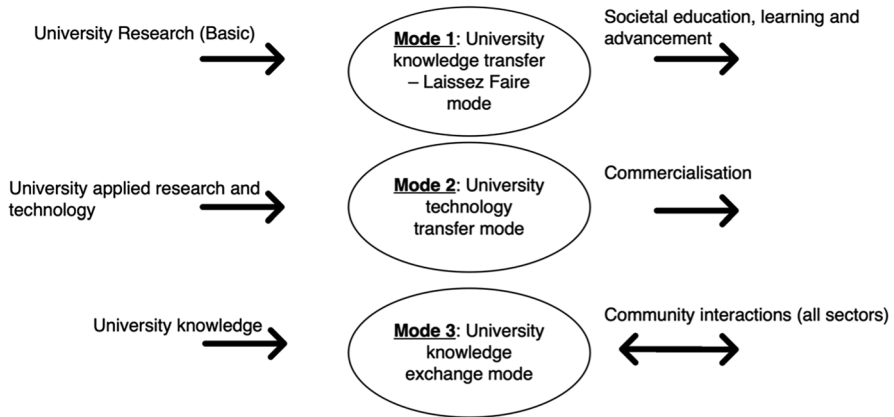 University Research (Basic)
Mode 1: University
knowledge transfer
– Laissez Faire
mode
Societal education, learning and
advancement
University applied research and
technology
Mode 2: University
technology
transfer mode
Commercialisation
University knowledge
Mode 3: University
knowledge
exchange mode
Community interactions (all sectors)